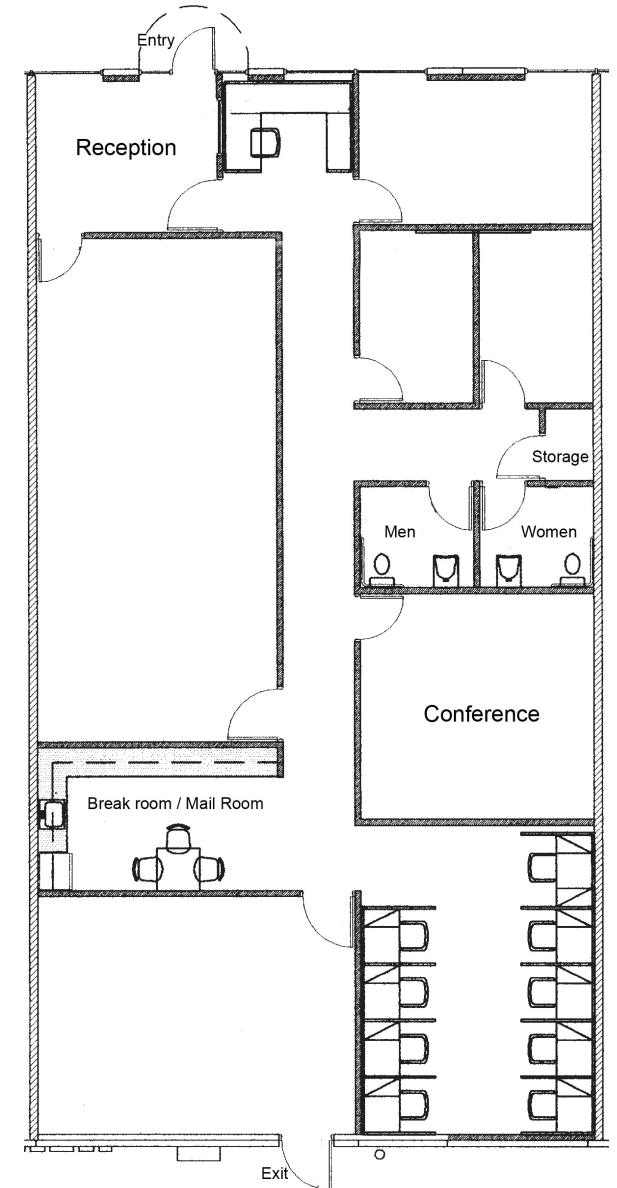 Entry
Reception
Storage
Men
Women
Conference
Break room / Mail Room
Exit